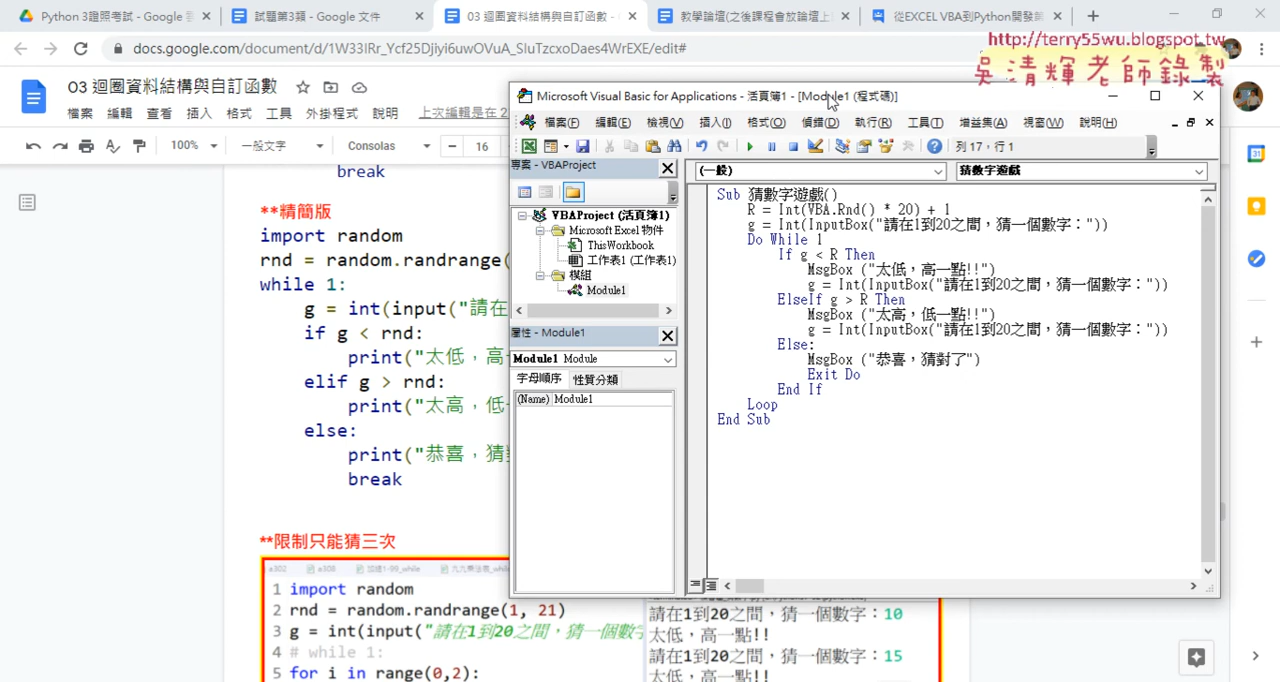 Python 3證照考試 - Google
試題第3類 - Google 文件
03 迴圈資料結構與自訂函數 -
教學論壇(之後課程會放論壇上
從EXCEL VBA到Python開發
docs.google.com/document/d/1W33IRr_Ycf25Djiyi6uwOVuA_SIuTzcxoDaes4WrEXE/edit#
http://terry55wu.blogspot.tw
吳清輝老師錄製
03 迴圈資料結構與自訂函數
檔案 編輯 查看 插入 格式 工具 外掛程式 說明 上次編輯是在 2
100% 一般文字 Consolas 16
break
**精簡版
import random
rnd = random.randrange(
while 1:
g = int(input("請在
if g < rnd:
print("太低，高
elif g > rnd:
print("太高，低
else:
print("恭喜，猜
break
**限制只能猜三次
1 import random
2 rnd = random.randrange(1, 21)
3 g = int(input("請在1到20之間，猜一個數字
4 # while 1:
5 for i in range(0,2):
請在1到20之間，猜一個數字：10
太低，高一點!!
請在1到20之間，猜一個數字：15
太低，高一點!!
Microsoft Visual Basic for Applications - 活頁簿1 - [Module1 (程式碼)]
檔案(F) 編輯(E) 檢視(V) 插入(I) 格式(O) 偵錯(D) 執行(R) 工具(T) 增益集(A) 視窗(W) 說明(H)
列 17，行 1
專案 - VBAProject
VBAProject (活頁簿1)
Microsoft Excel 物件
ThisWorkbook
工作表1 (工作表1)
模組
Module1
屬性 - Module1
Module1 Module
字母順序 性質分類
(Name) Module1
(一般) 猜數字遊戲
Sub 猜數字遊戲()
R = Int(VBA.Rnd() * 20) + 1
g = Int(InputBox("請在1到20之間，猜一個數字："))
Do While 1
If g < R Then
MsgBox ("太低，高一點!!")
g = Int(InputBox("請在1到20之間，猜一個數字："))
ElseIf g > R Then
MsgBox ("太高，低一點!!")
g = Int(InputBox("請在1到20之間，猜一個數字："))
Else:
MsgBox ("恭喜，猜對了")
Exit Do
End If
Loop
End Sub